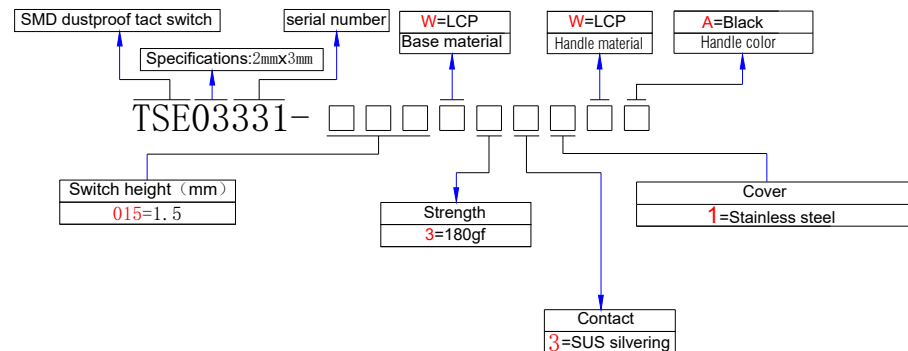 SMD dustproof tact switch
serial number
W=LCP
Base material
W=LCP
Handle material
A=Black
Handle color
Specifications:2mmx3mm
TSE03331- □□□□□□□□□
Switch height（mm）
015=1.5
Strength
3=180gf
Cover
1=Stainless steel
Contact
3=SUS silvering